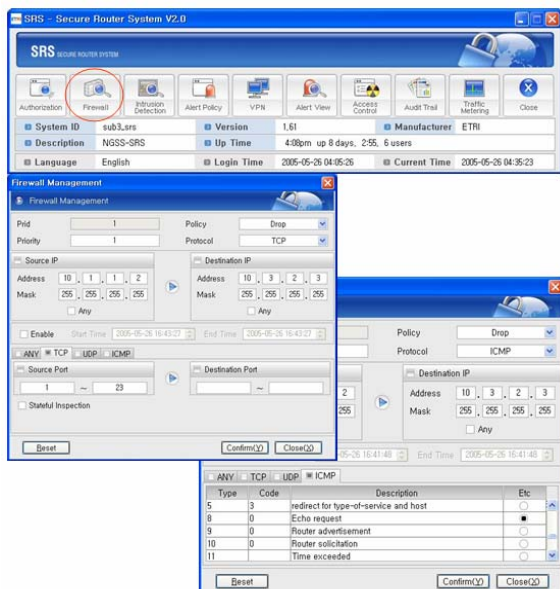 SRS - Secure Router System V2.0
SRS SECURE ROUTER SYSTEM
Authorization Firewall Intrusion Detection Alert Policy VPN Alert View Access Control Audit Trail Traffic Metering Close
System ID sub3_srs Version 1.61 Manufacturer ETRI
Description NGSS-SRS Up Time 4:08pm up 8 days, 2:55, 6 users
Language English Login Time 2005-05-26 04:05:26 Current Time 2005-05-26 04:35:23
Firewall Management
Firewall Management
Prid 1 Policy Drop
Priority 1 Protocol TCP
Source IP Destination IP
Address 10 . 1 . 1 . 2 Address 10 . 3 . 2 . 3
Mask 255 . 255 . 255 . 255 Mask 255 . 255 . 255 . 255
Any Any
Enable Start Time 2005-05-26 16:43:27 End Time 2005-05-26 16:43:27
ANY TCP UDP ICMP
Source Port Destination Port
1 ~ 23 ~
Stateful Inspection
Reset Confirm(Y) Close(X)
Policy Drop
Protocol ICMP
Destination IP
2 Address 10 . 3 . 2 . 3
255 Mask 255 . 255 . 255 . 255
Any
-05-26 16:41:48 End Time 2005-05-26 16:41:48
ANY TCP UDP ICMP
Type Code Description Etc
5 3 redirect for type-of-service and host
8 0 Echo request
9 0 Router advertisement
10 0 Router solicitation
11 Time exceeded
Reset Confirm(Y) Close(X)